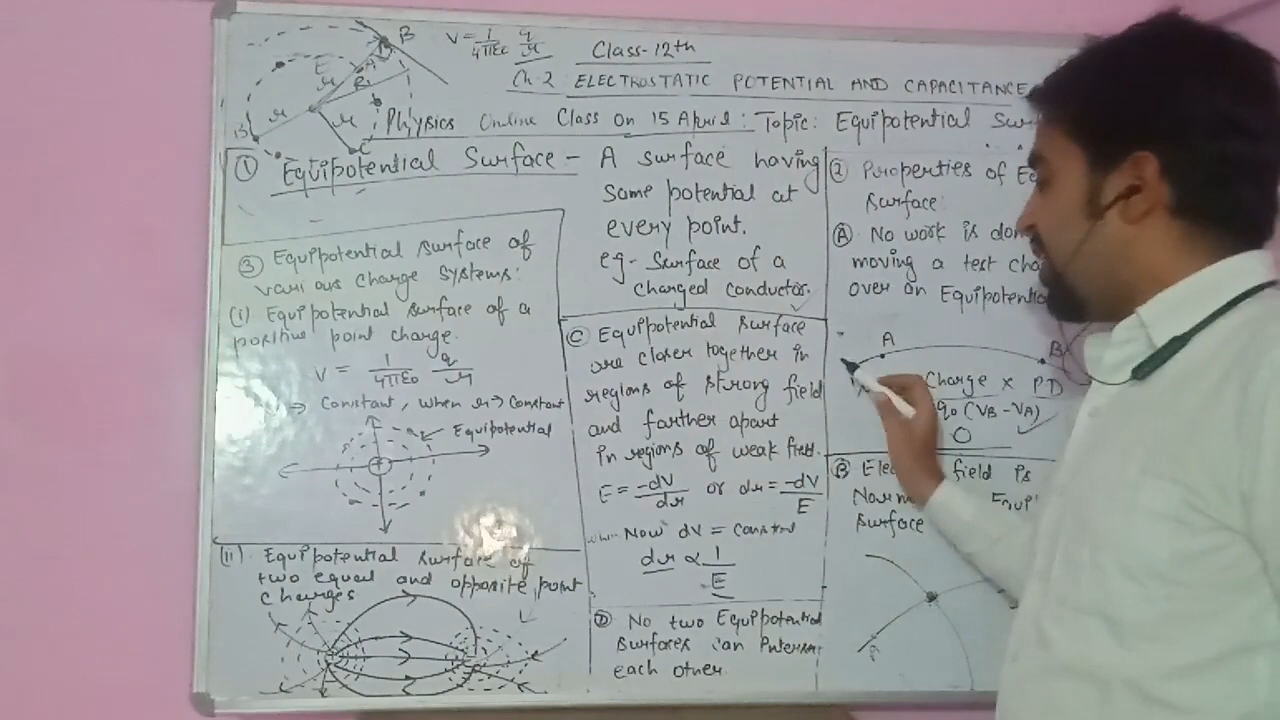 V = 1/4πε0 q/r
Class-12th
Ch-2 ELECTROSTATIC POTENTIAL AND CAPACITANCE
Physics Online Class on 15 April: Topic: Equipotential
① Equipotential Surface - A surface having
same potential at
every point.
eg- Surface of a
charged conductor.
③ Equipotential surface of
various charge systems:
(i) Equipotential surface of a
positive point charge.
V = 1/4πε0 q/r
→ Constant, when r → Constant
Equipotential
(ii) Equipotential surface of
two equal and opposite point
charges
Ⓒ Equipotential surface
are closer together in
regions of strong field
and farther apart
in regions of weak field.
E = -dV/dr or dr = -dV/E
Now dV = Constant
dr ∝ 1/E
Ⓓ No two Equipotential
Surfaces can intersect
each other.
② Properties of
Surface:
Ⓐ No work is
moving a test
over an
A
B
Charge × PD
q0 (VB - VA)
0
Ⓑ field is
surface
B
E
r
A
R
r
B
r
C